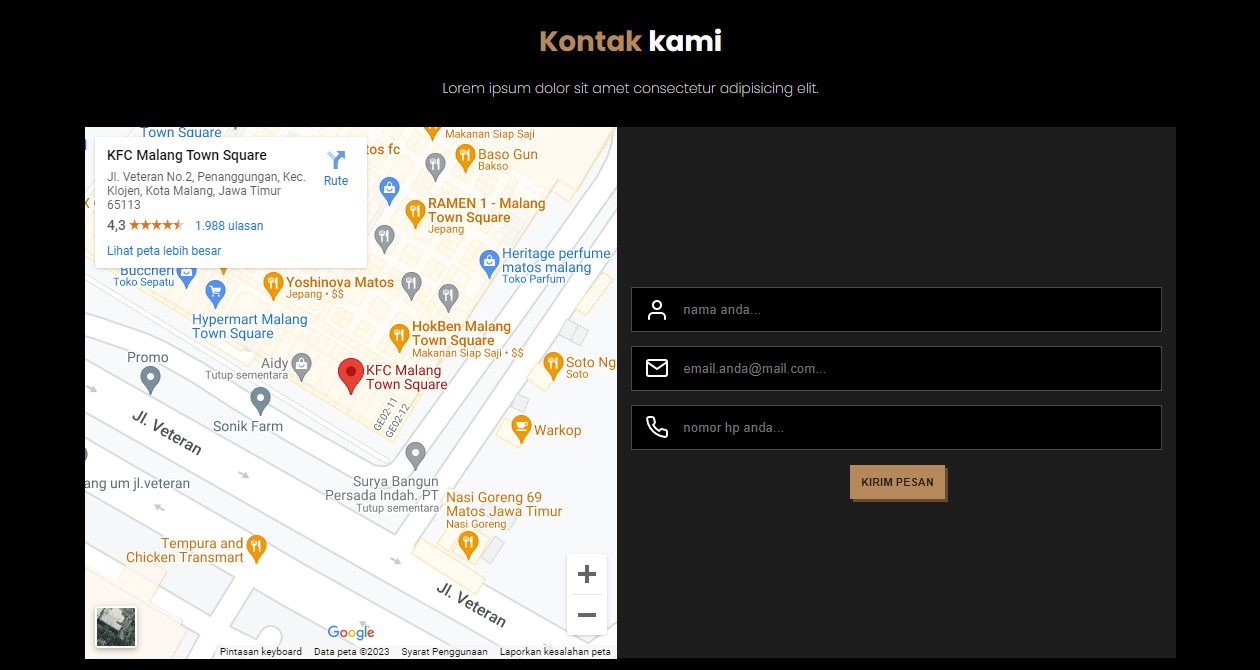 Kontak kami
Lorem ipsum dolor sit amet consectetur adipisicing elit.
Town Square
Makanan Siap Saji
KFC Malang Town Square
Jl. Veteran No.2, Penanggungan, Kec.
Klojen, Kota Malang, Jawa Timur
65113
4,3
1.988 ulasan
Lihat peta lebih besar
Rute
tos fc
Baso Gun
Bakso
RAMEN 1 - Malang
Town Square
Jepang
Heritage perfume
matos malang
Toko Parfum
Buccheri
Toko Sepatu
Yoshinova Matos
Jepang • $$
Hypermart Malang
Town Square
HokBen Malang
Town Square
Makanan Siap Saji • $$
Promo
Aidy
Tutup sementara
KFC Malang
Town Square
Soto Ng
Soto
GE02-11
GE02-12
Jl. Veteran
Sonik Farm
Warkop
ang um jl.veteran
Surya Bangun
Persada Indah. PT
Tutup sementara
Nasi Goreng 69
Matos Jawa Timur
Nasi Goreng
Tempura and
Chicken Transmart
Jl. Veteran
Google
Pintasan keyboard
Data peta ©2023
Syarat Penggunaan
Laporkan kesalahan peta
nama anda...
email.anda@mail.com...
nomor hp anda...
KIRIM PESAN